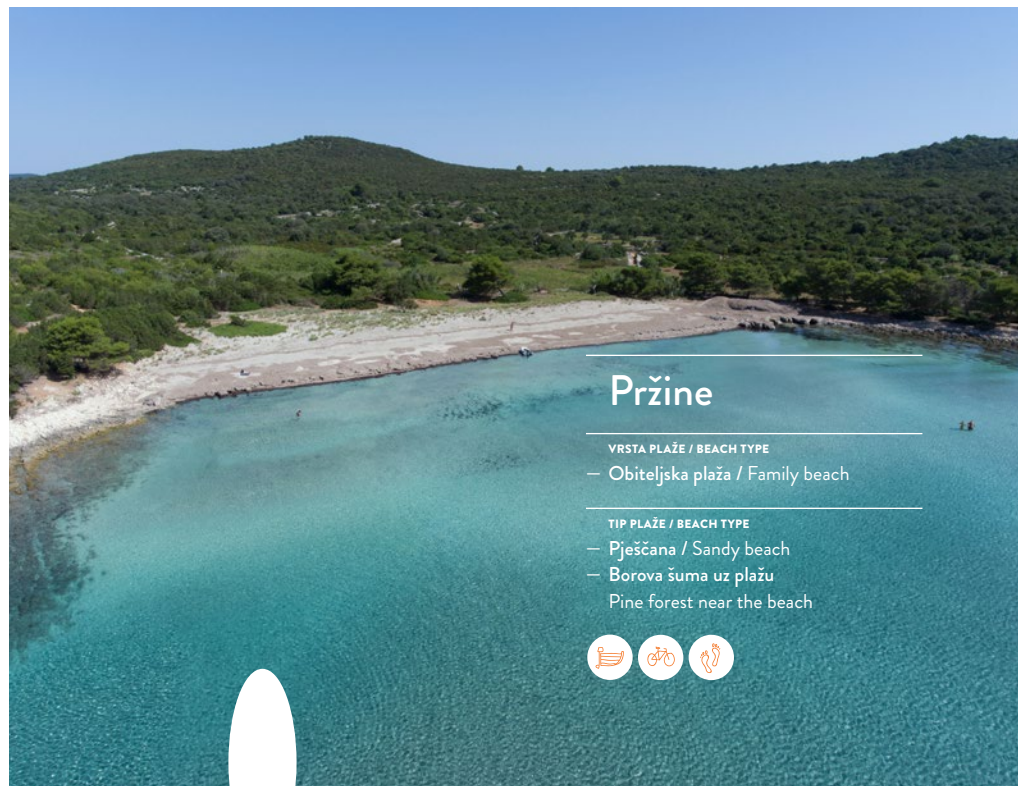 Pržine
VRSTA PLAŽE / BEACH TYPE
— Obiteljska plaža / Family beach
TIP PLAŽE / BEACH TYPE
— Pješčana / Sandy beach
— Borova šuma uz plažu
Pine forest near the beach